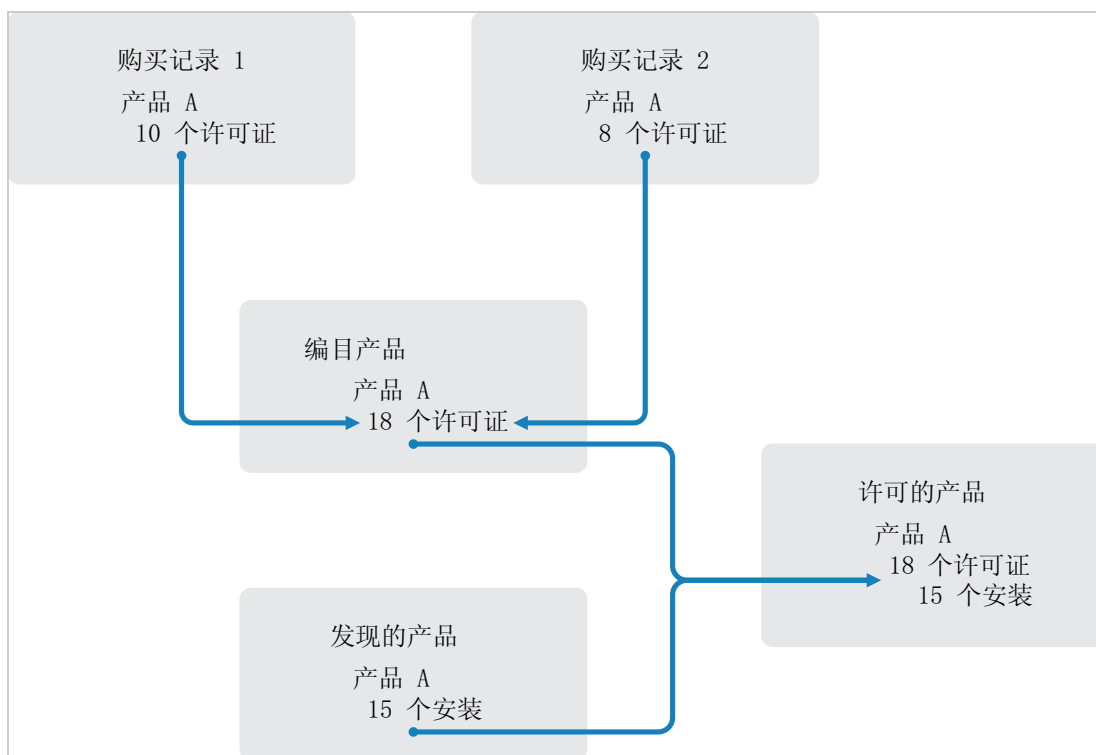 购买记录 1
产品 A
10 个许可证
购买记录 2
产品 A
8 个许可证
编目产品
产品 A
18 个许可证
许可的产品
产品 A
18 个许可证
15 个安装
发现的产品
产品 A
15 个安装